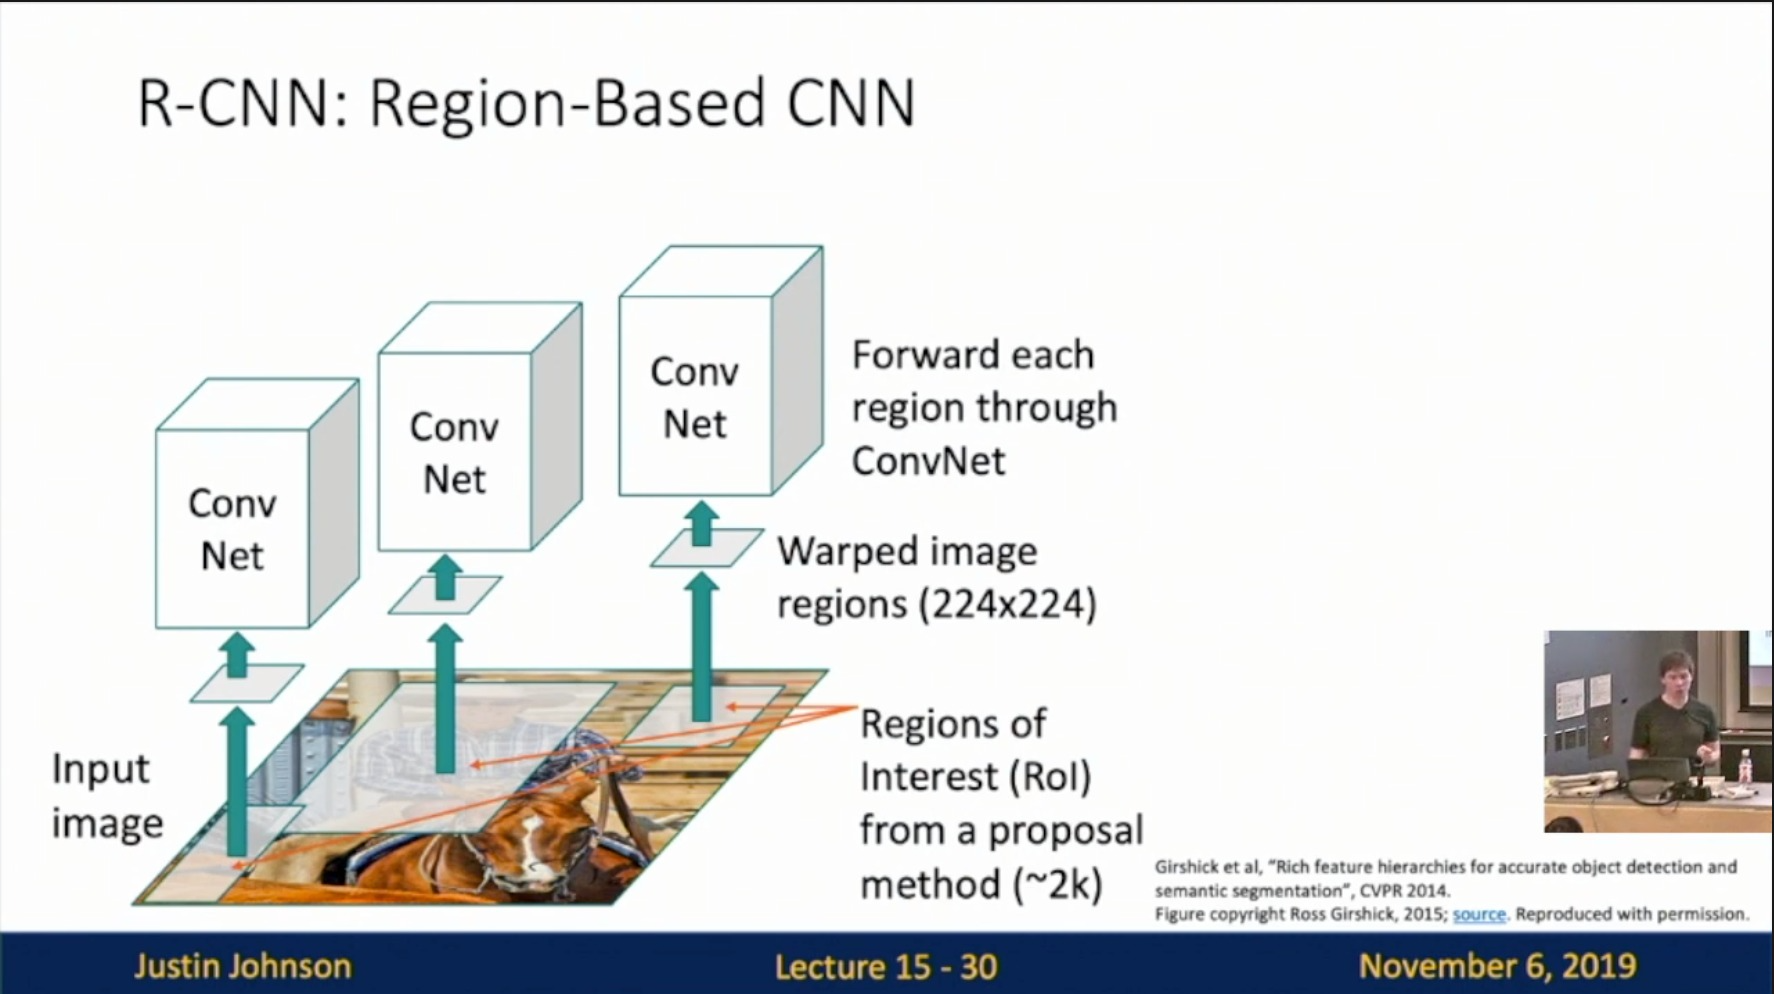 R-CNN: Region-Based CNN
Conv
Net
Conv
Net
Conv
Net
Forward each
region through
ConvNet
Warped image
regions (224x224)
Input
image
Regions of
Interest (RoI)
from a proposal
method (~2k)
Girshick et al, "Rich feature hierarchies for accurate object detection and
semantic segmentation", CVPR 2014.
Figure copyright Ross Girshick, 2015; source. Reproduced with permission.
Justin Johnson
Lecture 15 - 30
November 6, 2019